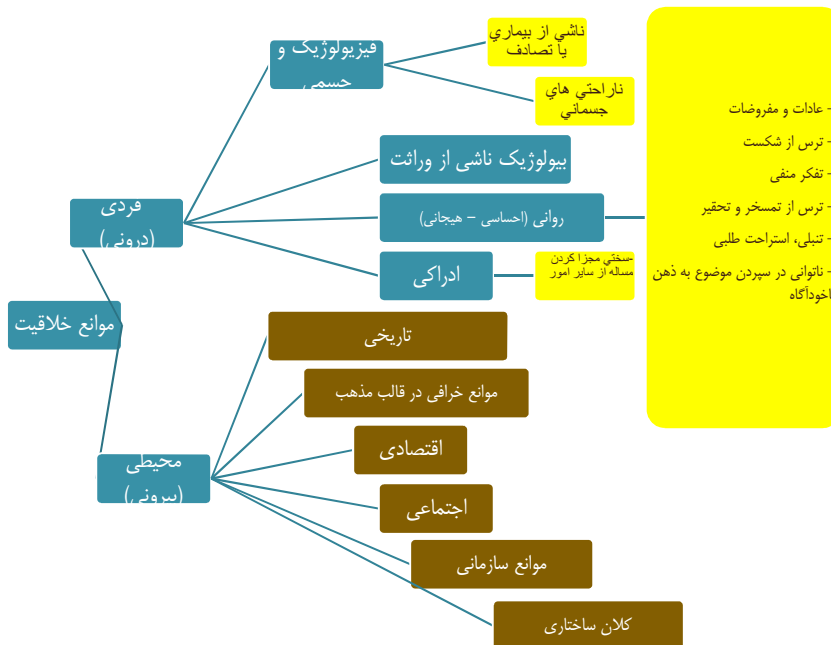 موانع خلاقیت
فردی
(درونی)
فیزیولوژیک و
جسمی
ناشي از بيماري
يا تصادف
ناراحتي هاي
جسماني
بیولوژیک ناشی از وراثت
روانی (احساسی – هیجانی)
- عادات و مفروضات
- ترس از شکست
- تفکر منفی
- ترس از تمسخر و تحقیر
- تنبلی، استراحت طلبی
- ناتوانی در سپردن موضوع به ذهن
ناخودآگاه
ادراکی
-سختي مجزا کردن
مساله از ساير امور
محیطی
(بیرونی)
تاریخی
موانع خرافی در قالب مذهب
اقتصادی
اجتماعی
موانع سازمانی
کلان ساختاری